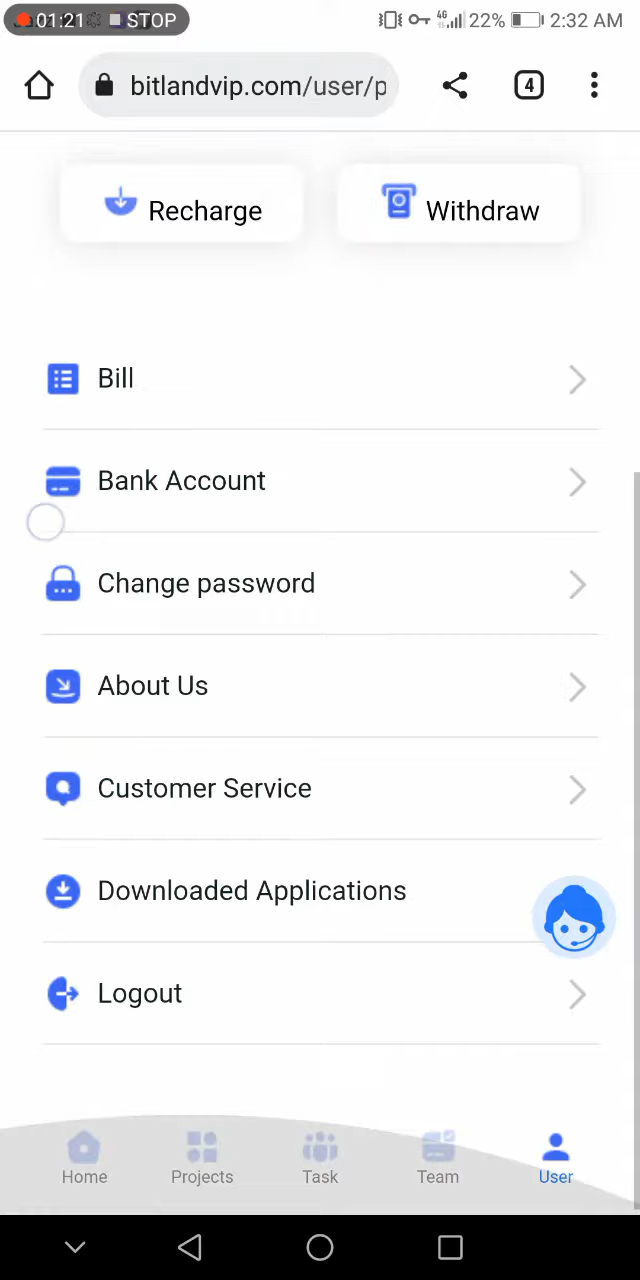 01:21 STOP 4G 22% 2:32 AM
bitlandvip.com/user/p 4
Recharge Withdraw
Bill
Bank Account
Change password
About Us
Customer Service
Downloaded Applications
Logout
Home Projects Task Team User